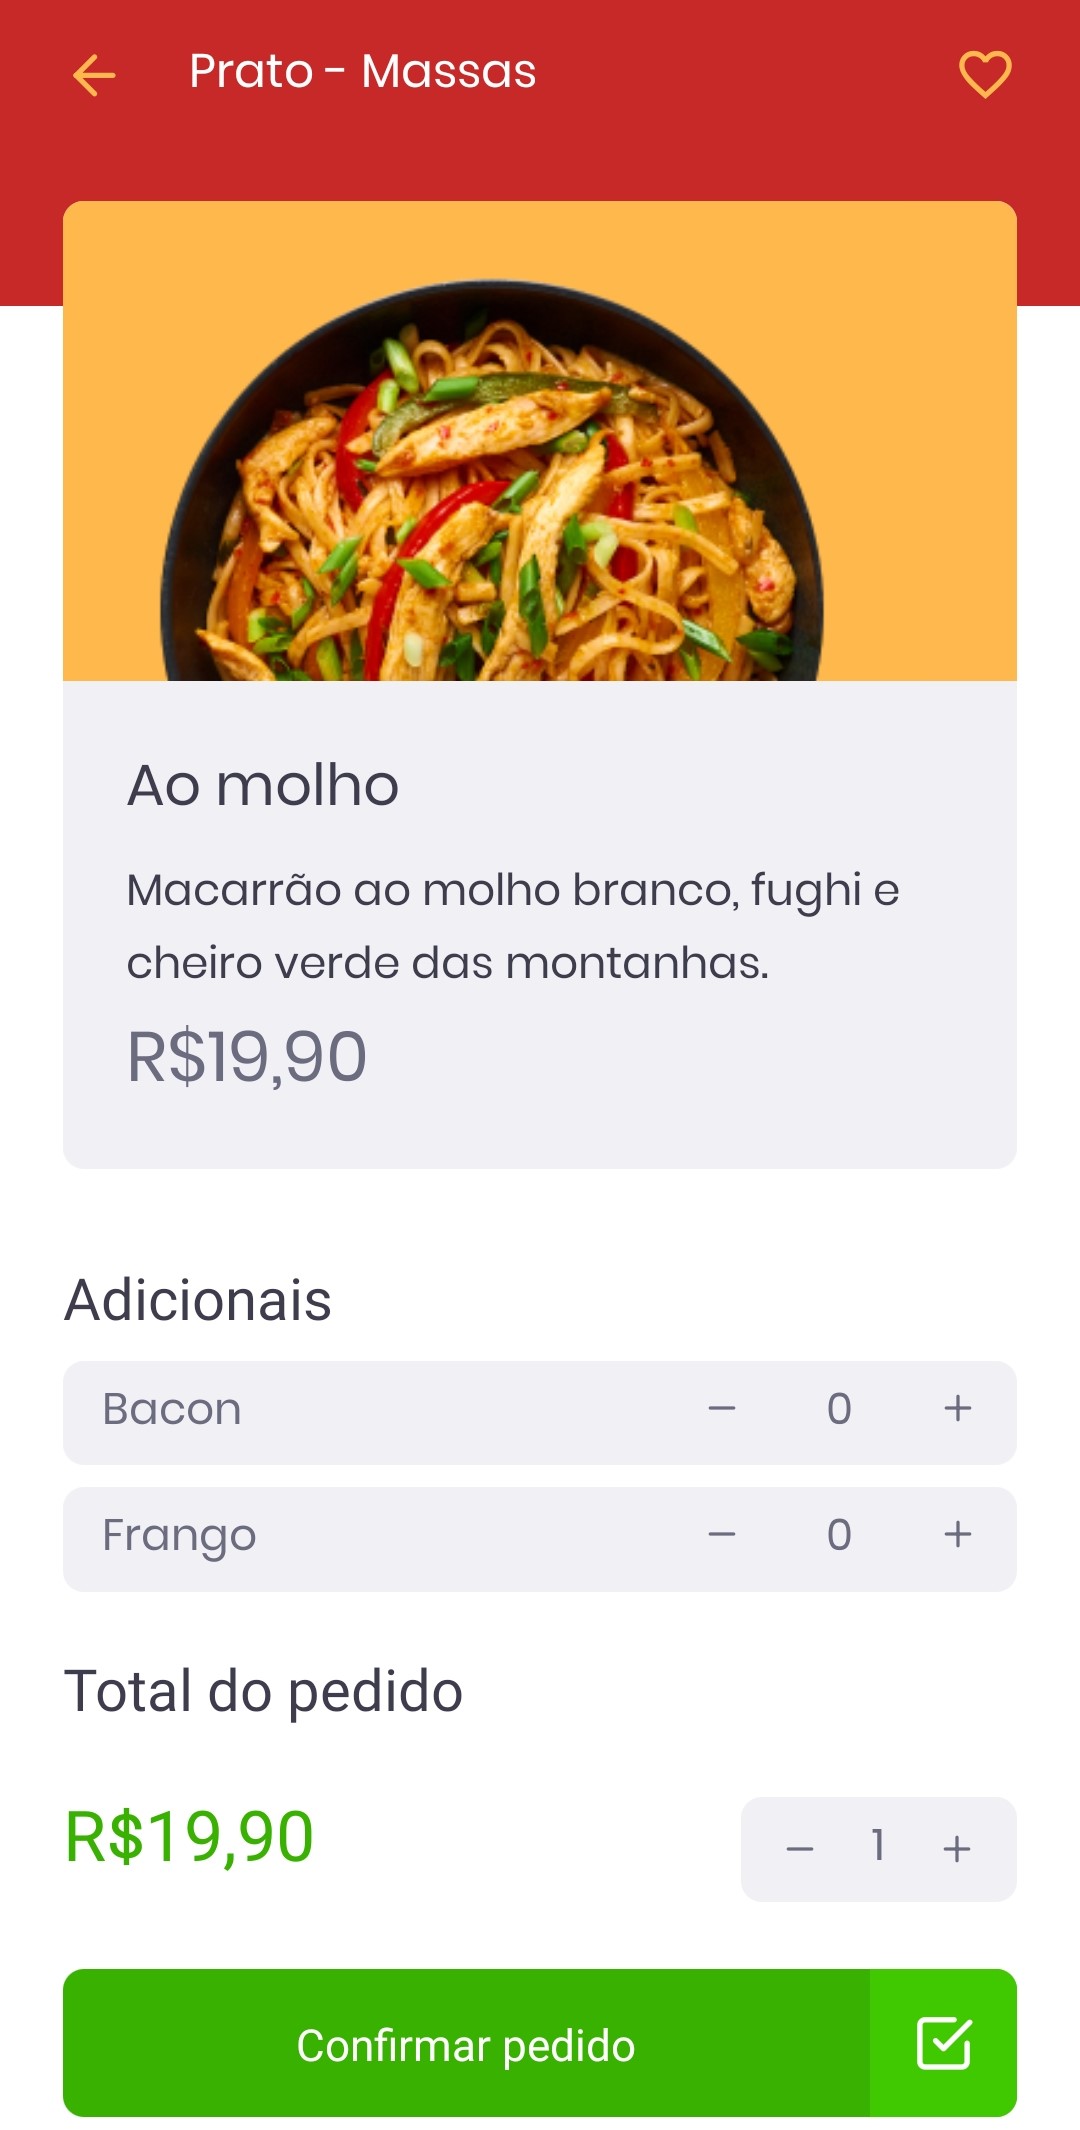 Prato - Massas
Ao molho
Macarrão ao molho branco, fughi e
cheiro verde das montanhas.
R$19,90
Adicionais
Bacon − 0 +
Frango − 0 +
Total do pedido
R$19,90 − 1 +
Confirmar pedido